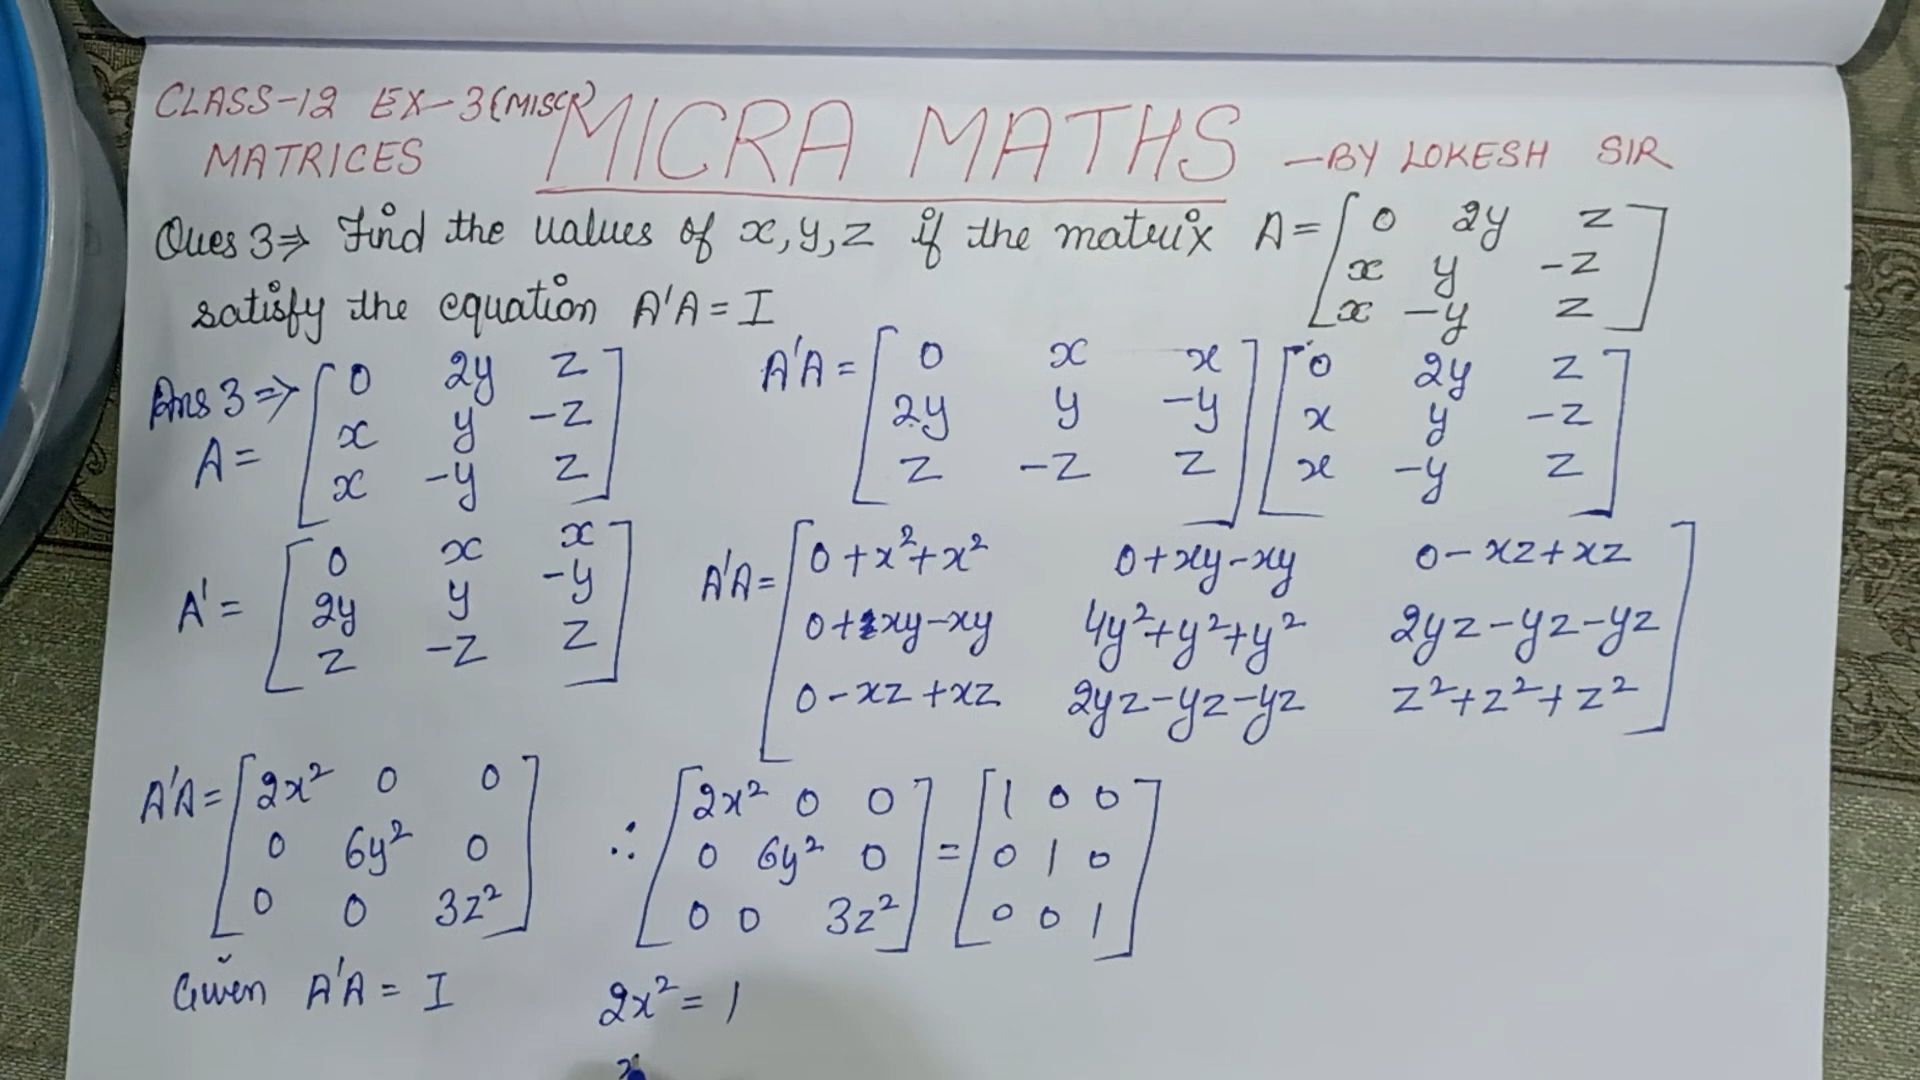 CLASS-12 EX-3(MISC) MICRA MATHS -BY LOKESH SIR
MATRICES
Ques 3⇒ Find the values of x, y, z if the matrix A = [0 2y z
x y -z
x -y z]
satisfy the equation A'A = I
Ans 3⇒
A = [0 2y z
x y -z
x -y z]
A' = [0 x x
2y y -y
z -z z]
A'A = [0 x x
2y y -y
z -z z] [0 2y z
x y -z
x -y z]
A'A = [0+x²+x² 0+xy-xy 0-xz+xz
0+xy-xy 4y²+y²+y² 2yz-yz-yz
0-xz+xz 2yz-yz-yz z²+z²+z²]
A'A = [2x² 0 0
0 6y² 0
0 0 3z²]
Given A'A = I
∴ [2x² 0 0
0 6y² 0
0 0 3z²] = [1 0 0
0 1 0
0 0 1]
2x² = 1